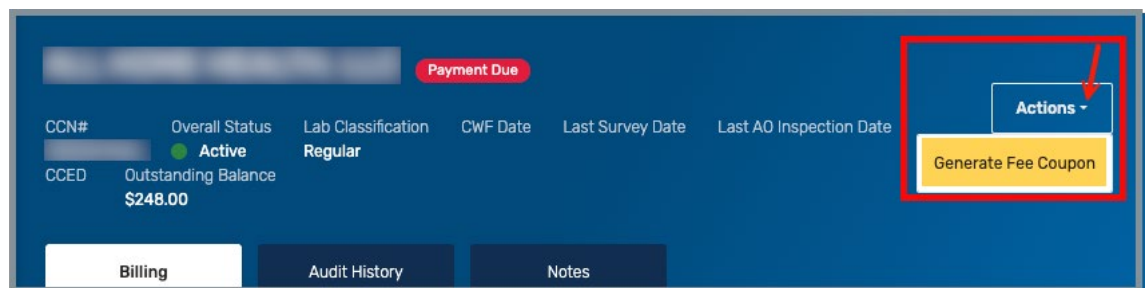 Payment Due
Actions
Generate Fee Coupon
CCN# Overall Status Lab Classification CWF Date Last Survey Date Last AO Inspection Date
Active Regular
CCED Outstanding Balance
$248.00
Billing Audit History Notes